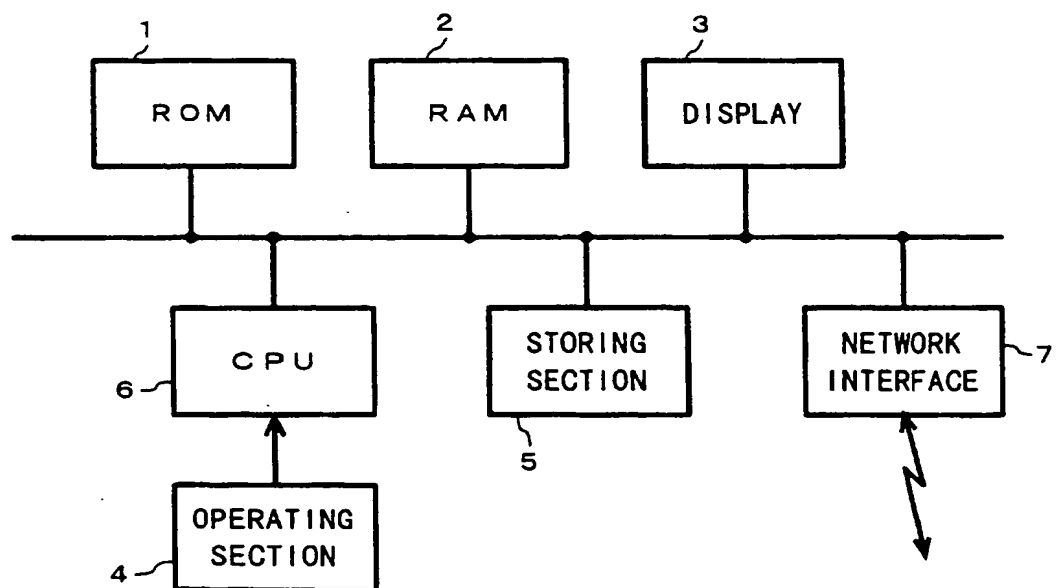 1
2
3
ROM
RAM
DISPLAY
CPU
STORING
SECTION
NETWORK
INTERFACE
7
6
5
OPERATING
SECTION
4